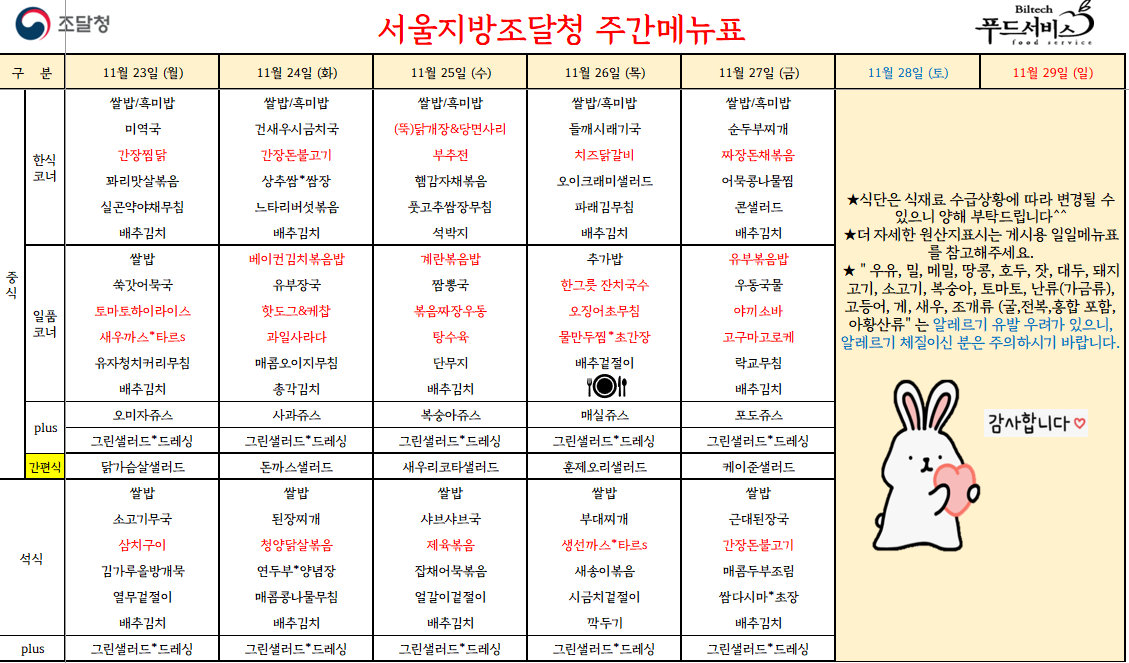 조달청
서울지방조달청 주간메뉴표
Biltech
푸드서비스
food service
구 분 11월 23일 (월) 11월 24일 (화) 11월 25일 (수) 11월 26일 (목) 11월 27일 (금) 11월 28일 (토) 11월 29일 (일)
중식
한식
코너
쌀밥/흑미밥 쌀밥/흑미밥 쌀밥/흑미밥 쌀밥/흑미밥 쌀밥/흑미밥
미역국 건새우시금치국 (뚝)닭개장&당면사리 들깨시래기국 순두부찌개
간장찜닭 간장돈불고기 부추전 치즈닭갈비 짜장돈채볶음
꽈리맛살볶음 상추쌈*쌈장 햄감자채볶음 오이크래미샐러드 어묵콩나물찜
실곤약야채무침 느타리버섯볶음 풋고추쌈장무침 파래김무침 콘샐러드
배추김치 배추김치 석박지 배추김치 배추김치
일품
코너
쌀밥 베이컨김치볶음밥 계란볶음밥 추가밥 유부볶음밥
쑥갓어묵국 유부장국 짬뽕국 한그릇 잔치국수 우동국물
토마토하이라이스 핫도그&케찹 볶음짜장우동 오징어초무침 야끼소바
새우까스*타르s 과일사라다 탕수육 물만두찜*초간장 고구마고로케
유자청치커리무침 매콤오이지무침 단무지 배추겉절이 락교무침
배추김치 총각김치 배추김치 배추김치
plus
오미자쥬스 사과쥬스 복숭아쥬스 매실쥬스 포도쥬스
그린샐러드*드레싱 그린샐러드*드레싱 그린샐러드*드레싱 그린샐러드*드레싱 그린샐러드*드레싱
간편식 닭가슴살샐러드 돈까스샐러드 새우리코타샐러드 훈제오리샐러드 케이준샐러드
석식
쌀밥 쌀밥 쌀밥 쌀밥 쌀밥
소고기무국 된장찌개 샤브샤브국 부대찌개 근대된장국
삼치구이 청양닭살볶음 제육볶음 생선까스*타르s 간장돈불고기
김가루올방개묵 연두부*양념장 잡채어묵볶음 새송이볶음 매콤두부조림
열무겉절이 매콤콩나물무침 얼갈이겉절이 시금치겉절이 쌈다시마*초장
배추김치 배추김치 배추김치 깍두기 배추김치
plus 그린샐러드*드레싱 그린샐러드*드레싱 그린샐러드*드레싱 그린샐러드*드레싱 그린샐러드*드레싱
★식단은 식재료 수급상황에 따라 변경될 수
있으니 양해 부탁드립니다^^
★더 자세한 원산지표시는 게시용 일일메뉴표
를 참고해주세요.
★ " 우유, 밀, 메밀, 땅콩, 호두, 잣, 대두, 돼지
고기, 소고기, 복숭아, 토마토, 난류(가금류),
고등어, 게, 새우, 조개류 (굴,전복,홍합 포함,
아황산류" 는 알레르기 유발 우려가 있으니,
알레르기 체질이신 분은 주의하시기 바랍니다.
감사합니다♡